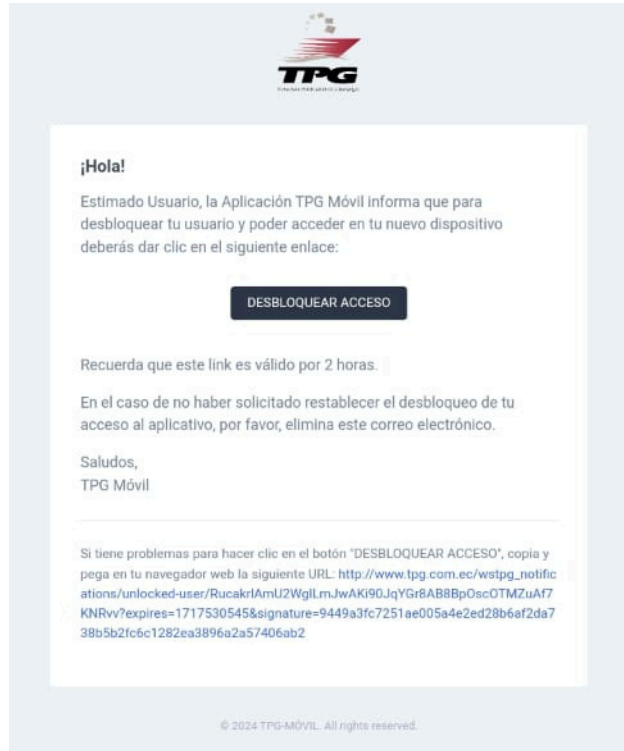 TPG
¡Hola!
Estimado Usuario, la Aplicación TPG Móvil informa que para
desbloquear tu usuario y poder acceder en tu nuevo dispositivo
deberás dar clic en el siguiente enlace:
DESBLOQUEAR ACCESO
Recuerda que este link es válido por 2 horas.
En el caso de no haber solicitado restablecer el desbloqueo de tu
acceso al aplicativo, por favor, elimina este correo electrónico.
Saludos,
TPG Móvil
Si tiene problemas para hacer clic en el botón "DESBLOQUEAR ACCESO", copia y
pega en tu navegador web la siguiente URL: http://www.tpg.com.ec/wstpg_notific
ations/unlocked-user/RucakrIAmU2WgILmJwAKi90JqYGr8AB8BpOscOTMZuAf7
KNRvv?expires=1717530545&signature=9449a3fc7251ae005a4e2ed28b6af2da7
38b5b2fc6c1282ea3896a2a57406ab2
© 2024 TPG-MÓVIL. All rights reserved.